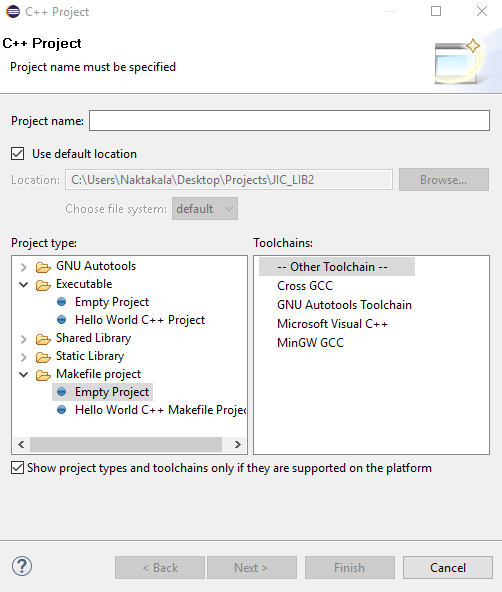 C++ Project
C++ Project
Project name must be specified
Project name:
Use default location
Location: C:\Users\Naktakala\Desktop\Projects\JIC_LIB2 Browse...
Choose file system: default
Project type: Toolchains:
GNU Autotools
Executable
Empty Project
Hello World C++ Project
Shared Library
Static Library
Makefile project
Empty Project
Hello World C++ Makefile Projec
-- Other Toolchain --
Cross GCC
GNU Autotools Toolchain
Microsoft Visual C++
MinGW GCC
Show project types and toolchains only if they are supported on the platform
? < Back Next > Finish Cancel